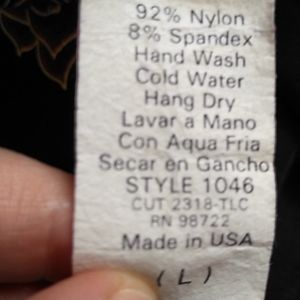 92% Nylon
8% Spandex
Hand Wash
Cold Water
Hang Dry
Lavar a Mano
Con Aqua Fria
Secar en Gancho
STYLE 1046
CUT 2318-TLC
RN 98722
Made in USA
(L)